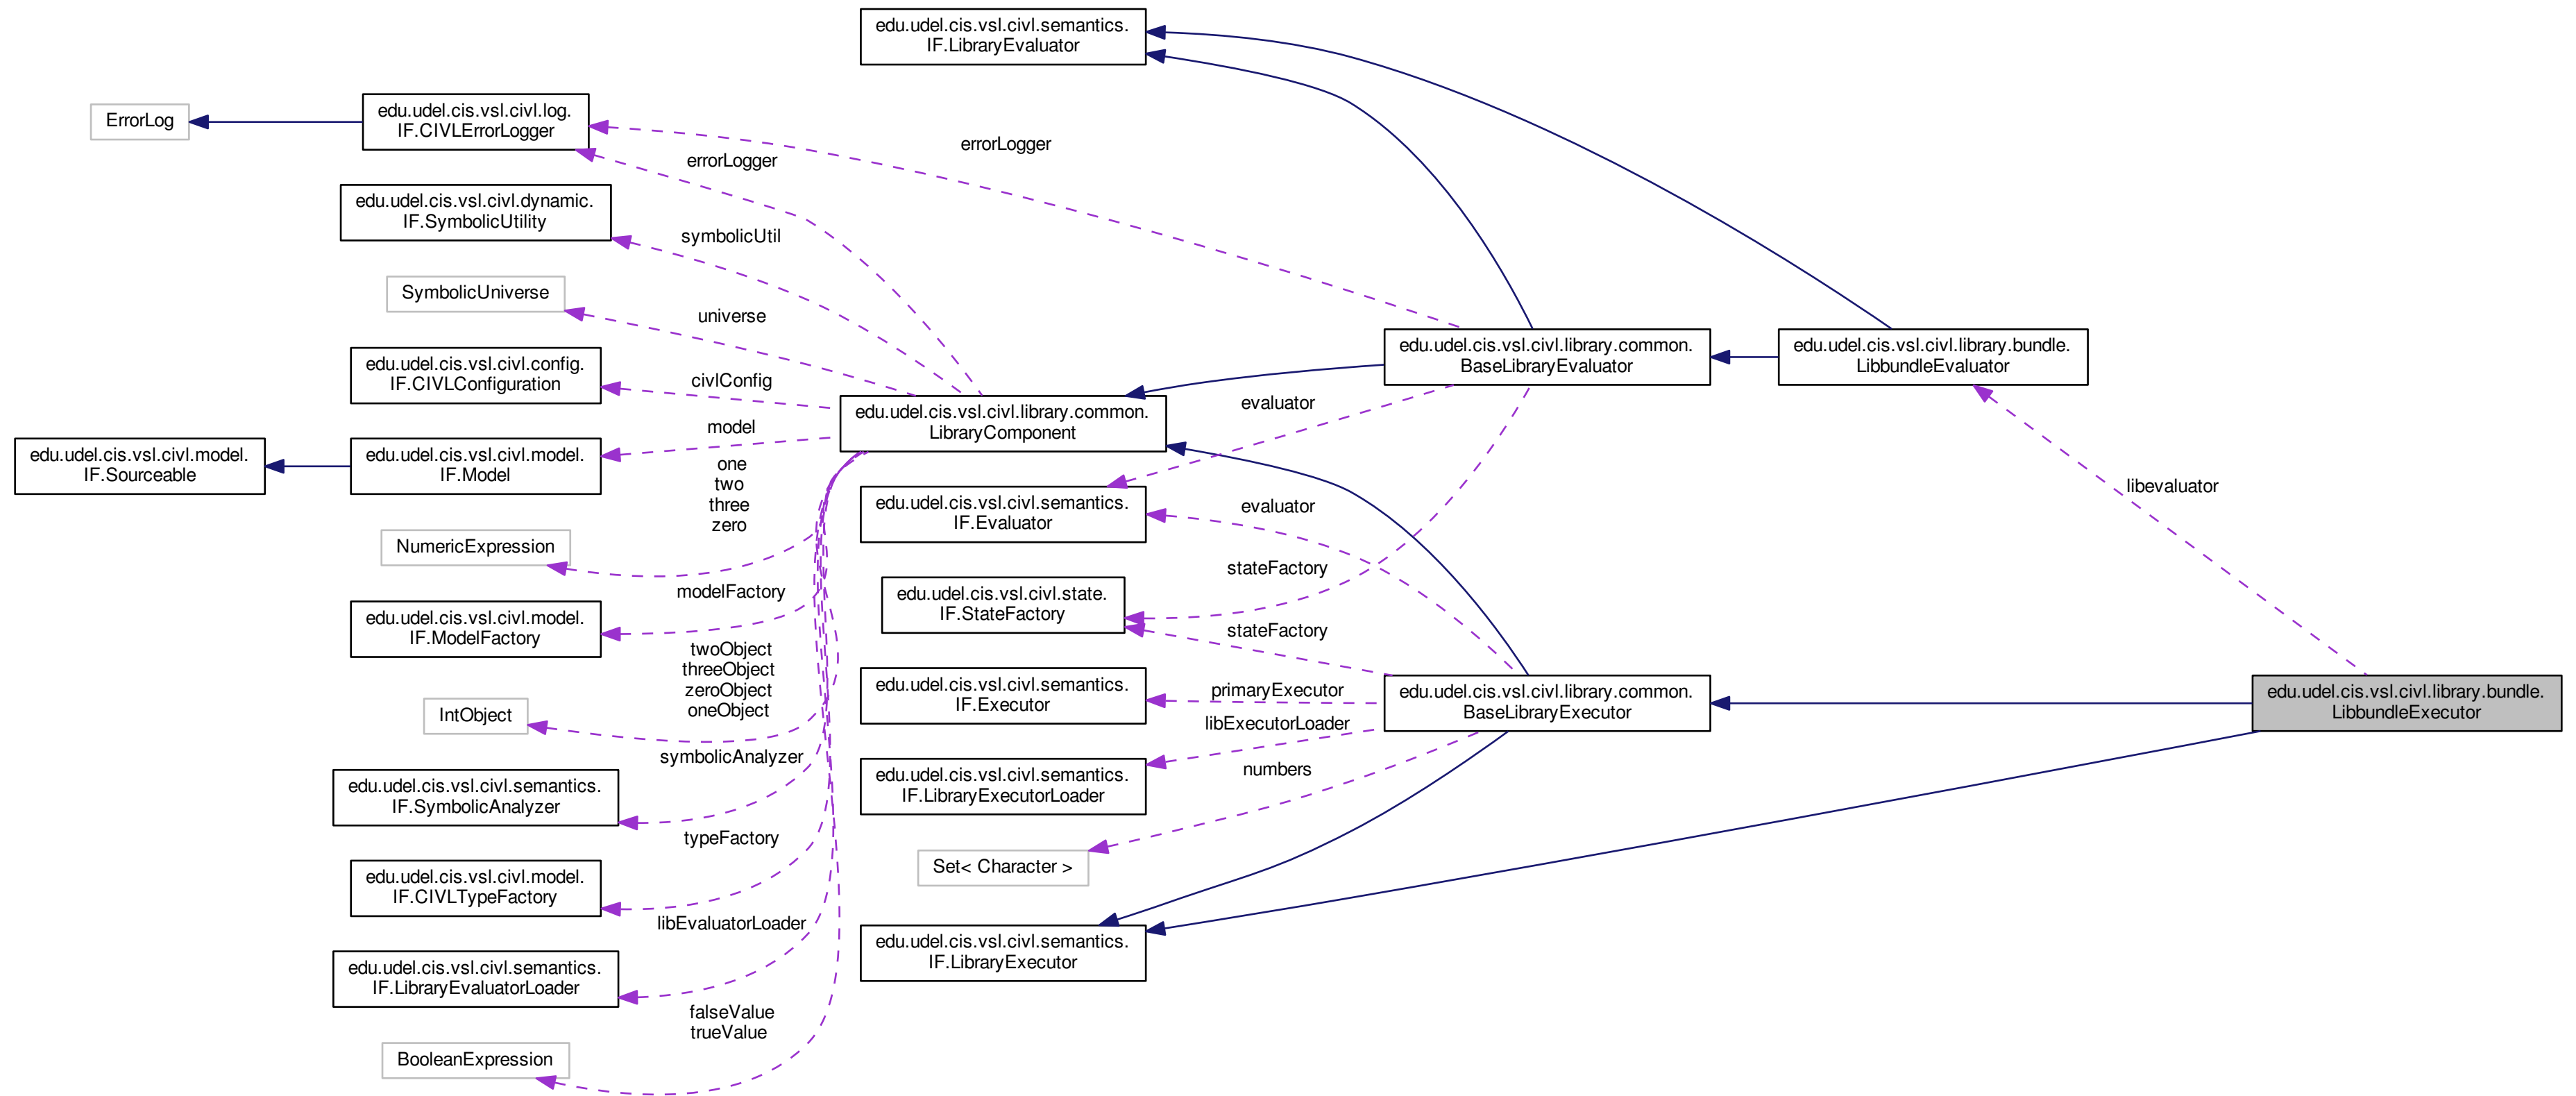 edu.udel.cis.vsl.civl.semantics.
IF.LibraryEvaluator
ErrorLog
edu.udel.cis.vsl.civl.log.
IF.CIVLErrorLogger
errorLogger
errorLogger
edu.udel.cis.vsl.civl.dynamic.
IF.SymbolicUtility
symbolicUtil
SymbolicUniverse
universe
edu.udel.cis.vsl.civl.config.
IF.CIVLConfiguration
civlConfig
edu.udel.cis.vsl.civl.library.common.
BaseLibraryEvaluator
edu.udel.cis.vsl.civl.library.bundle.
LibbundleEvaluator
edu.udel.cis.vsl.civl.library.common.
LibraryComponent
evaluator
edu.udel.cis.vsl.civl.model.
IF.Sourceable
edu.udel.cis.vsl.civl.model.
IF.Model
model
one
two
three
zero
edu.udel.cis.vsl.civl.semantics.
IF.Evaluator
evaluator
libevaluator
NumericExpression
modelFactory
stateFactory
edu.udel.cis.vsl.civl.state.
IF.StateFactory
stateFactory
edu.udel.cis.vsl.civl.model.
IF.ModelFactory
twoObject
threeObject
zeroObject
oneObject
edu.udel.cis.vsl.civl.semantics.
IF.Executor
primaryExecutor
edu.udel.cis.vsl.civl.library.common.
BaseLibraryExecutor
edu.udel.cis.vsl.civl.library.bundle.
LibbundleExecutor
IntObject
libExecutorLoader
symbolicAnalyzer
edu.udel.cis.vsl.civl.semantics.
IF.LibraryExecutorLoader
numbers
edu.udel.cis.vsl.civl.semantics.
IF.SymbolicAnalyzer
typeFactory
Set< Character >
edu.udel.cis.vsl.civl.model.
IF.CIVLTypeFactory
libEvaluatorLoader
edu.udel.cis.vsl.civl.semantics.
IF.LibraryExecutor
edu.udel.cis.vsl.civl.semantics.
IF.LibraryEvaluatorLoader
falseValue
trueValue
BooleanExpression